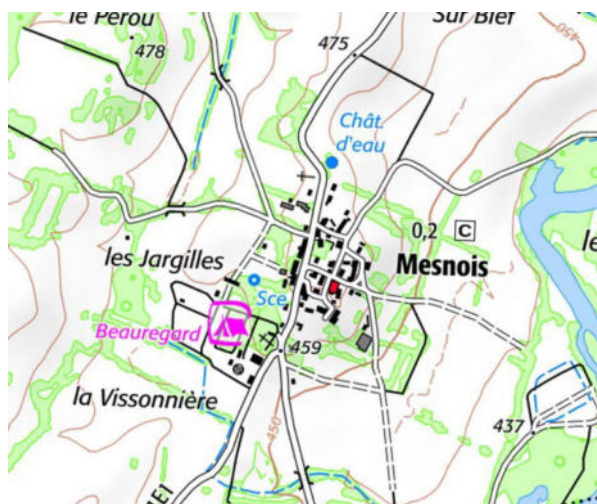 le Pérou
478
475
Sur Bief
450
Chât.
d'eau
0,2 C
Mesnois
les Jargilles
Sce
Beauregard
459
la Vissonnière
450
437